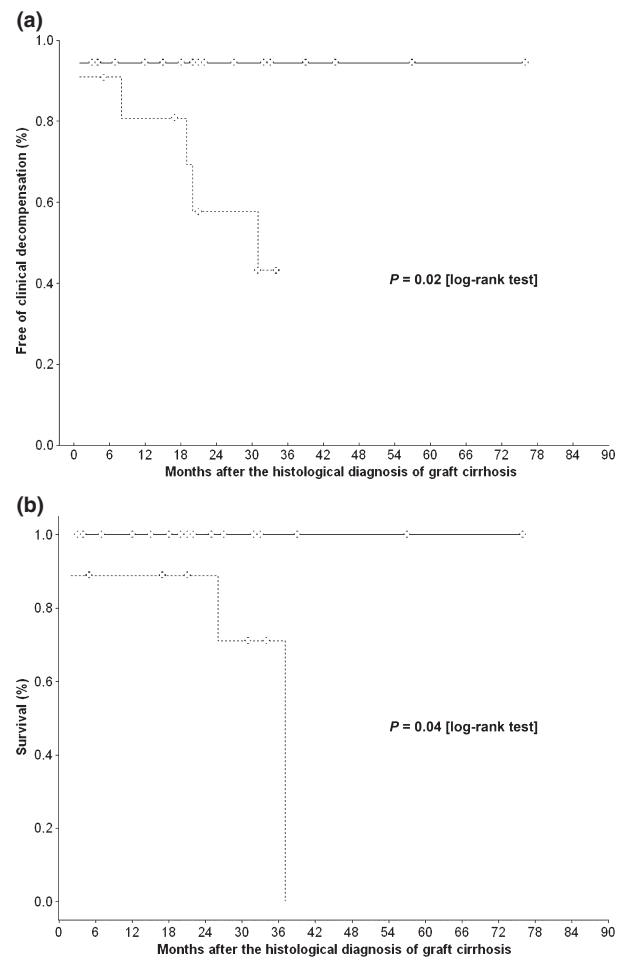 (a)
Free of clinical decompensation (%)
1.0
0.8
0.6
0.4
0.2
0.0
P = 0.02 [log-rank test]
0 6 12 18 24 30 36 42 48 54 60 66 72 78 84 90
Months after the histological diagnosis of graft cirrhosis
(b)
Survival (%)
1.0
0.8
0.6
0.4
0.2
0.0
P = 0.04 [log-rank test]
0 6 12 18 24 26 30 36 42 48 54 60 66 72 78 84 90
Months after the histological diagnosis of graft cirrhosis